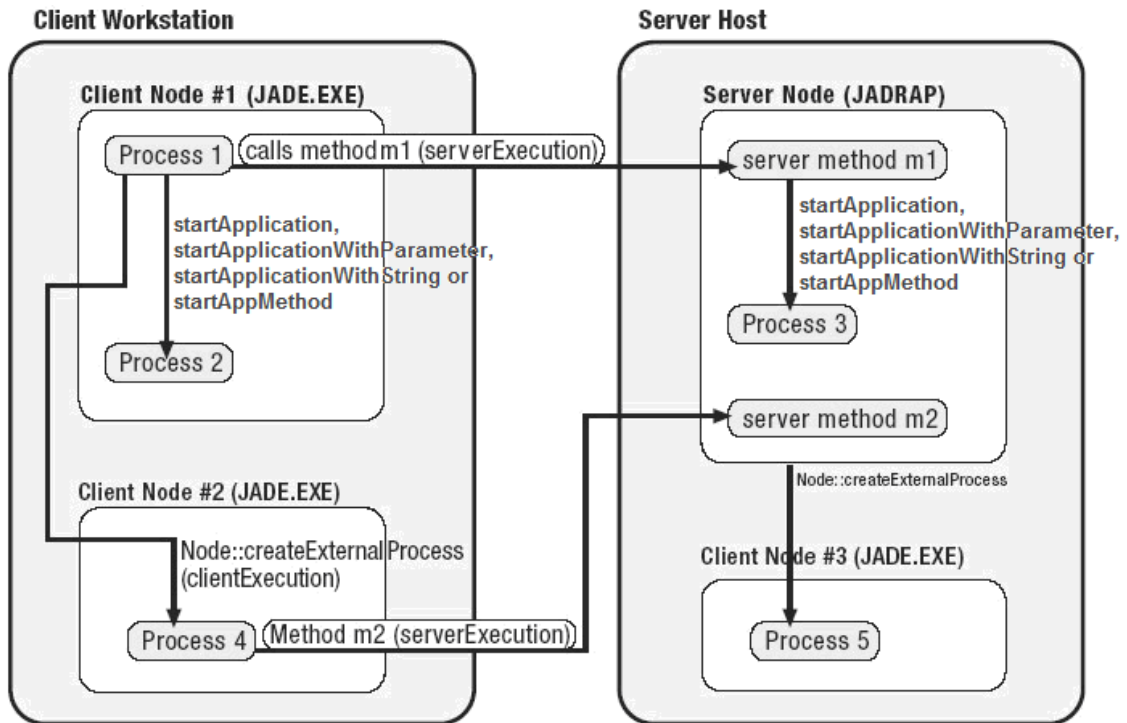 Client Workstation
Server Host
Client Node #1 (JADE.EXE)
Process 1
calls method m1 (serverExecution)
startApplication,
startApplicationWithParameter,
startApplicationWithString or
startAppMethod
Process 2
Server Node (JADRAP)
server method m1
startApplication,
startApplicationWithParameter,
startApplicationWithString or
startAppMethod
Process 3
server method m2
Node::createExternalProcess
Client Node #2 (JADE.EXE)
Node::createExternalProcess
(clientExecution)
Process 4
Method m2 (serverExecution)
Client Node #3 (JADE.EXE)
Process 5